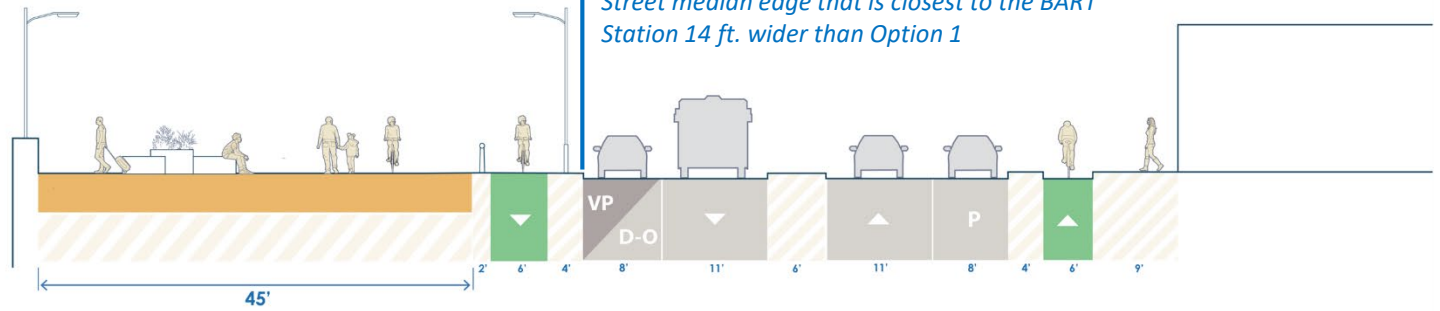 Street median edge that is closest to the BART
Station 14 ft. wider than Option 1
VP
D-O
P
2' 6' 4' 8' 11' 6' 11' 8' 4' 6' 9'
45'